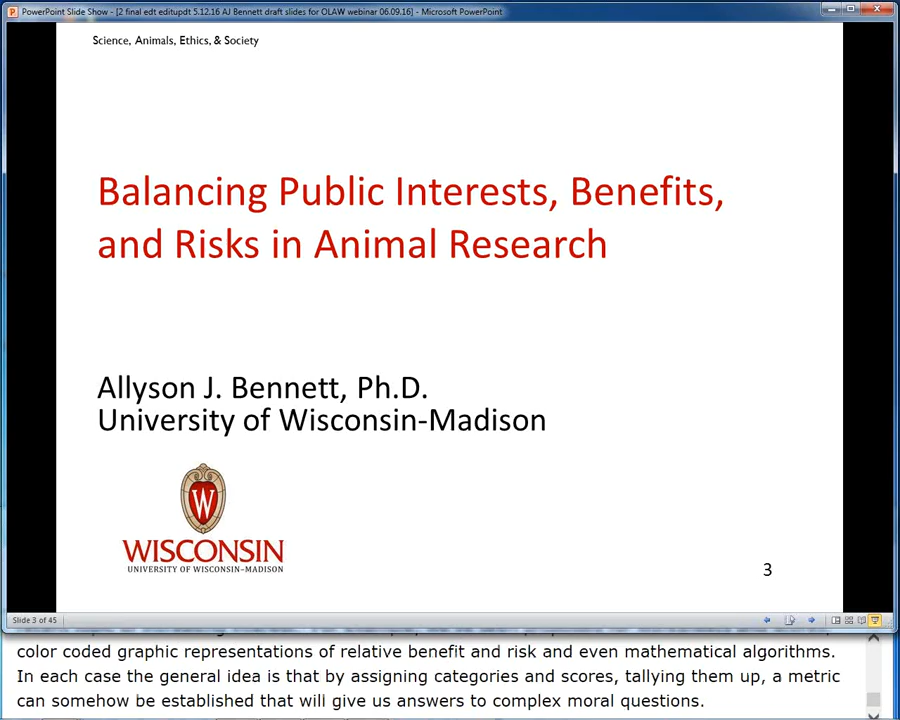 PowerPoint Slide Show - [2 final edt editupdt 5.12.16 AJ Bennett draft slides for OLAW webinar 06.09.16] - Microsoft PowerPoint
Science, Animals, Ethics, & Society
Balancing Public Interests, Benefits,
and Risks in Animal Research
Allyson J. Bennett, Ph.D.
University of Wisconsin-Madison
W
WISCONSIN
UNIVERSITY OF WISCONSIN–MADISON
3
Slide 3 of 45
color coded graphic representations of relative benefit and risk and even mathematical algorithms.
In each case the general idea is that by assigning categories and scores, tallying them up, a metric
can somehow be established that will give us answers to complex moral questions.